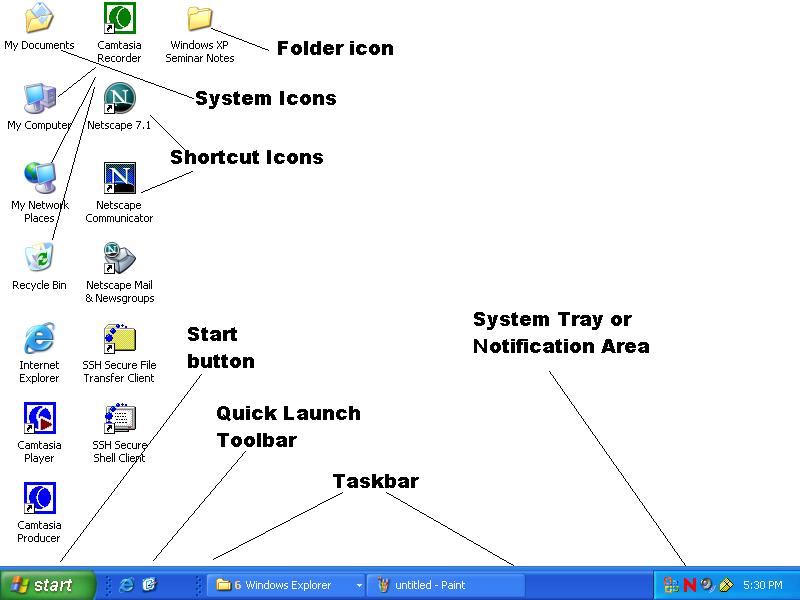 My Documents
Camtasia
Recorder
Windows XP
Seminar Notes
Folder icon
System Icons
My Computer
Netscape 7.1
Shortcut Icons
My Network
Places
Netscape
Communicator
Recycle Bin
Netscape Mail
& Newsgroups
System Tray or
Notification Area
Start
button
Internet
Explorer
SSH Secure File
Transfer Client
Quick Launch
Toolbar
Camtasia
Player
SSH Secure
Shell Client
Taskbar
Camtasia
Producer
start
6 Windows Explorer
untitled - Paint
5:30 PM